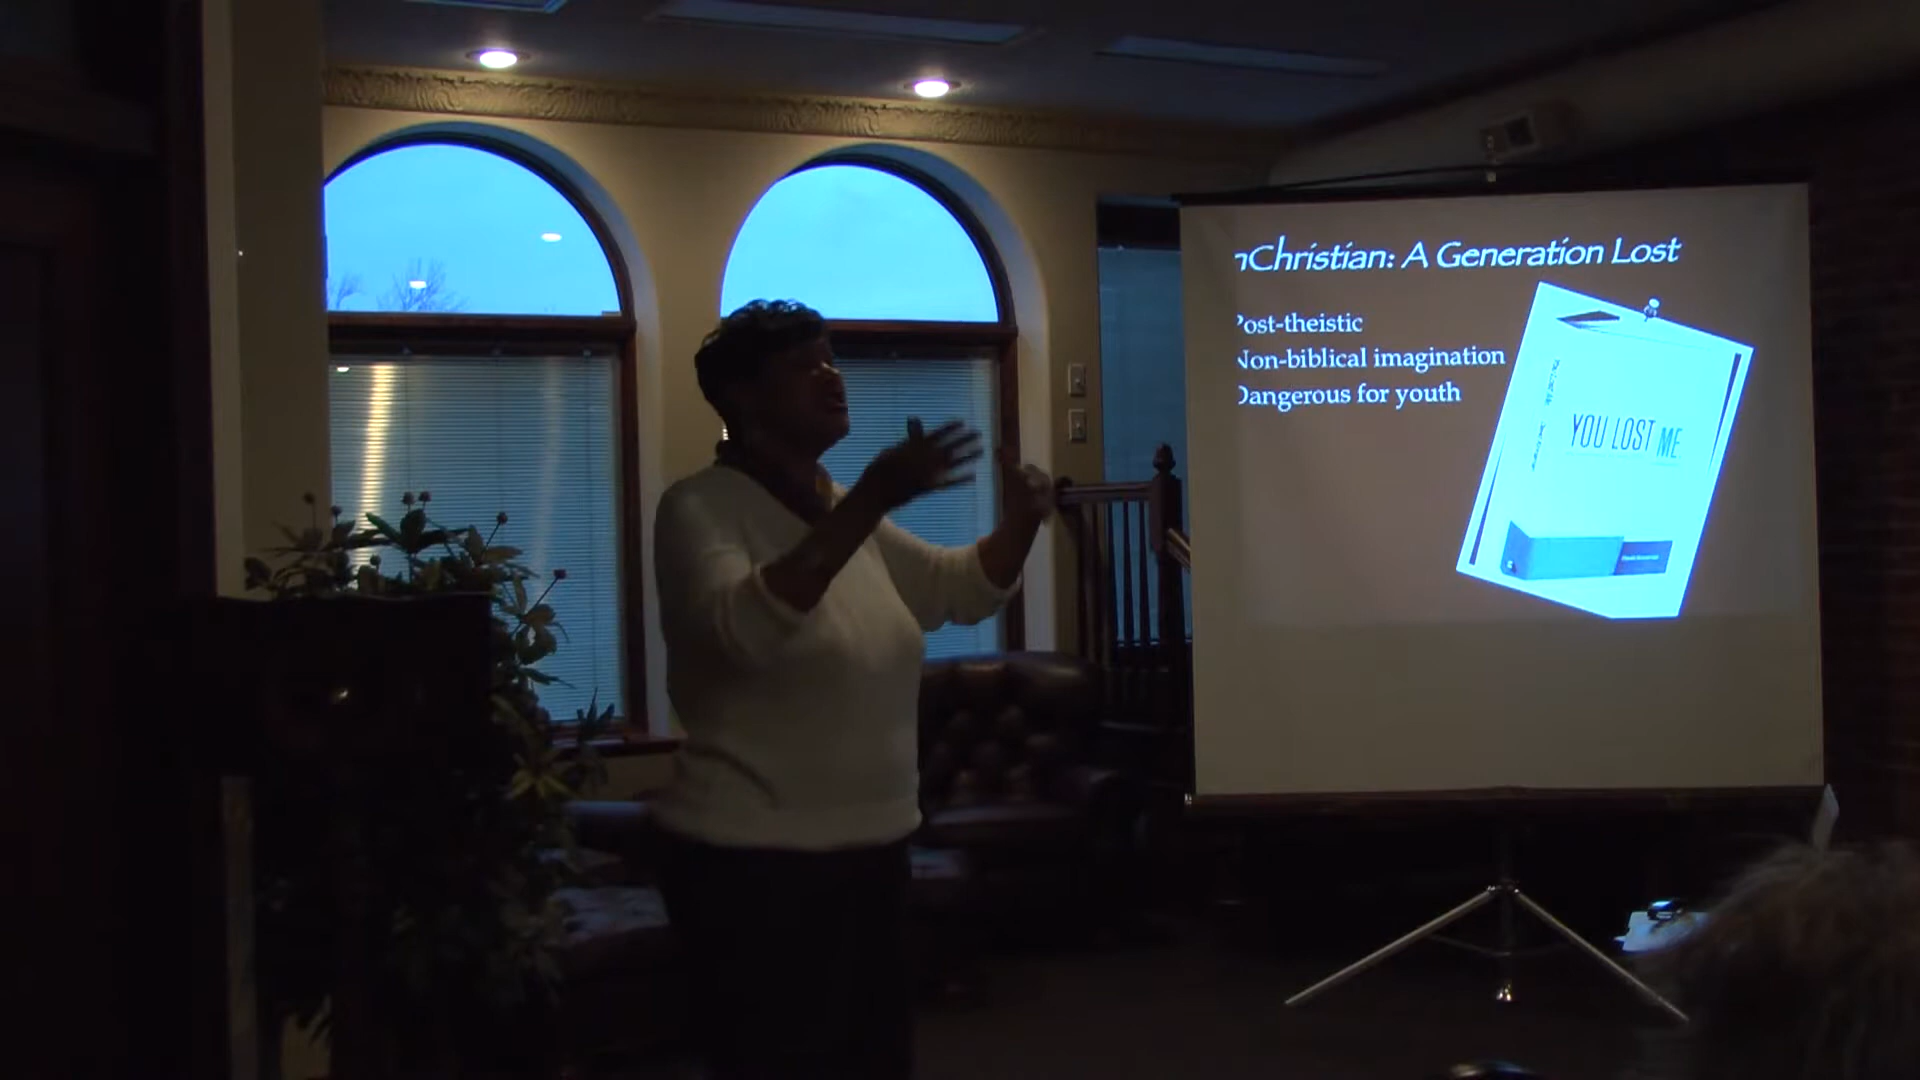 nChristian: A Generation Lost
Post-theistic
Non-biblical imagination
Dangerous for youth
YOU LOST ME